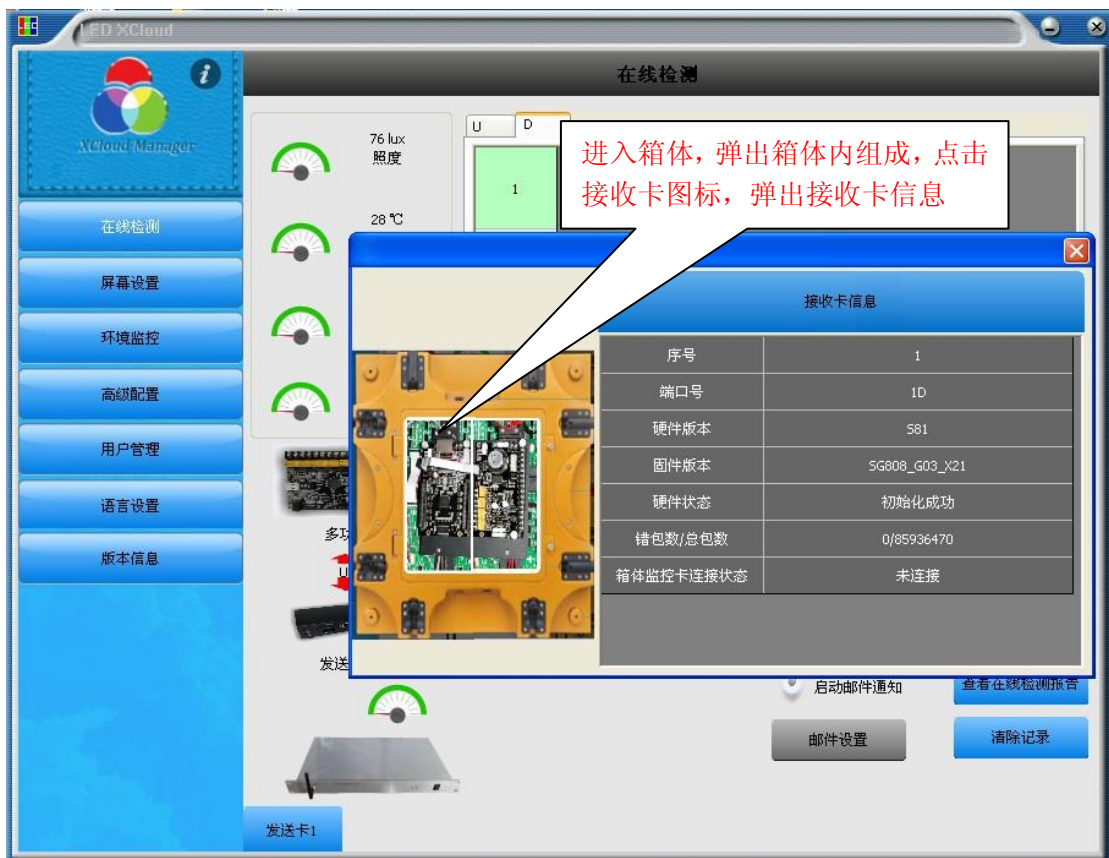 LED XCloud
i
XCloud Manager
在线检测
屏幕设置
环境监控
高级配置
用户管理
语言设置
版本信息
在线检测
76 lux
照度
28 ℃
U
D
1
进入箱体，弹出箱体内组成，点击
接收卡图标，弹出接收卡信息
接收卡信息
序号 1
端口号 1D
硬件版本 S81
固件版本 SG808_G03_X21
硬件状态 初始化成功
错包数/总包数 0/85936470
箱体监控卡连接状态 未连接
多功
U
发送
启动邮件通知
查看在线检测报告
邮件设置
清除记录
发送卡1